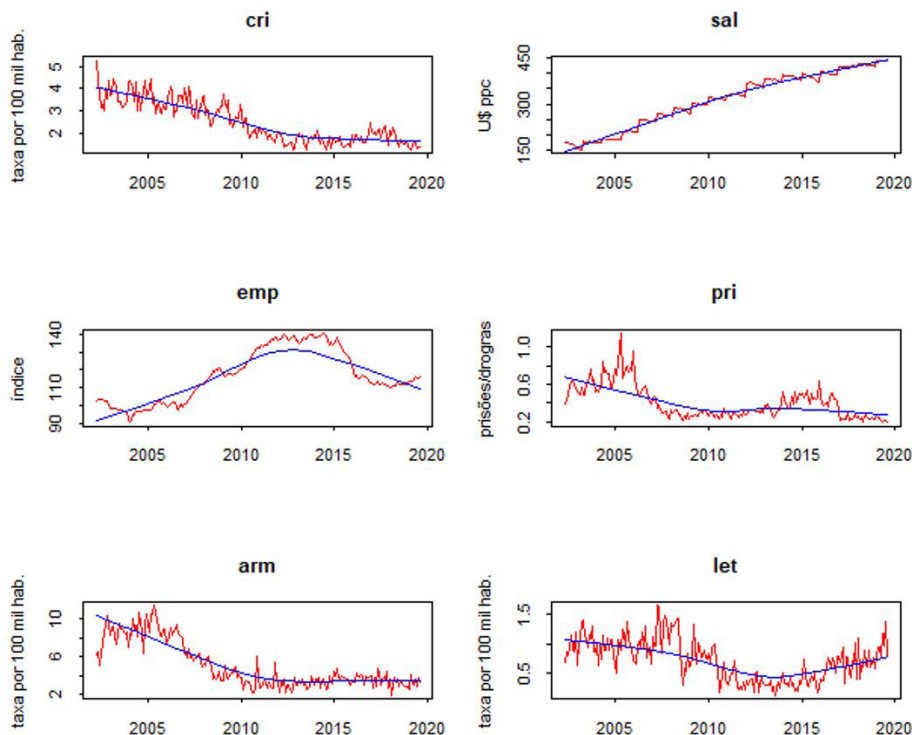 cri
taxa por 100 mil hab.
5
4
3
2
2005 2010 2015 2020
sal
U$ ppc
450
300
150
2005 2010 2015 2020
emp
índice
140
110
90
2005 2010 2015 2020
pri
prisões/drogras
1.0
0.6
0.2
2005 2010 2015 2020
arm
taxa por 100 mil hab.
10
6
2
2005 2010 2015 2020
let
taxa por 100 mil hab.
1.5
0.5
2005 2010 2015 2020